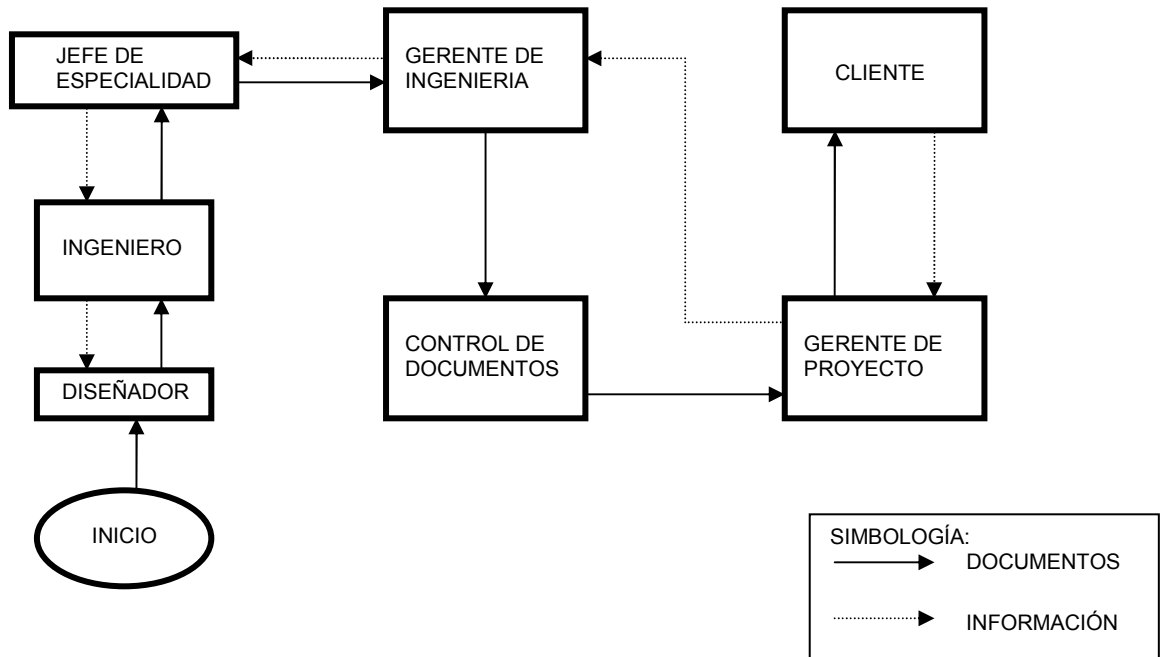 JEFE DE
ESPECIALIDAD
GERENTE DE
INGENIERIA
CLIENTE
INGENIERO
CONTROL DE
DOCUMENTOS
GERENTE DE
PROYECTO
DISEÑADOR
INICIO
SIMBOLOGÍA:
DOCUMENTOS
INFORMACIÓN